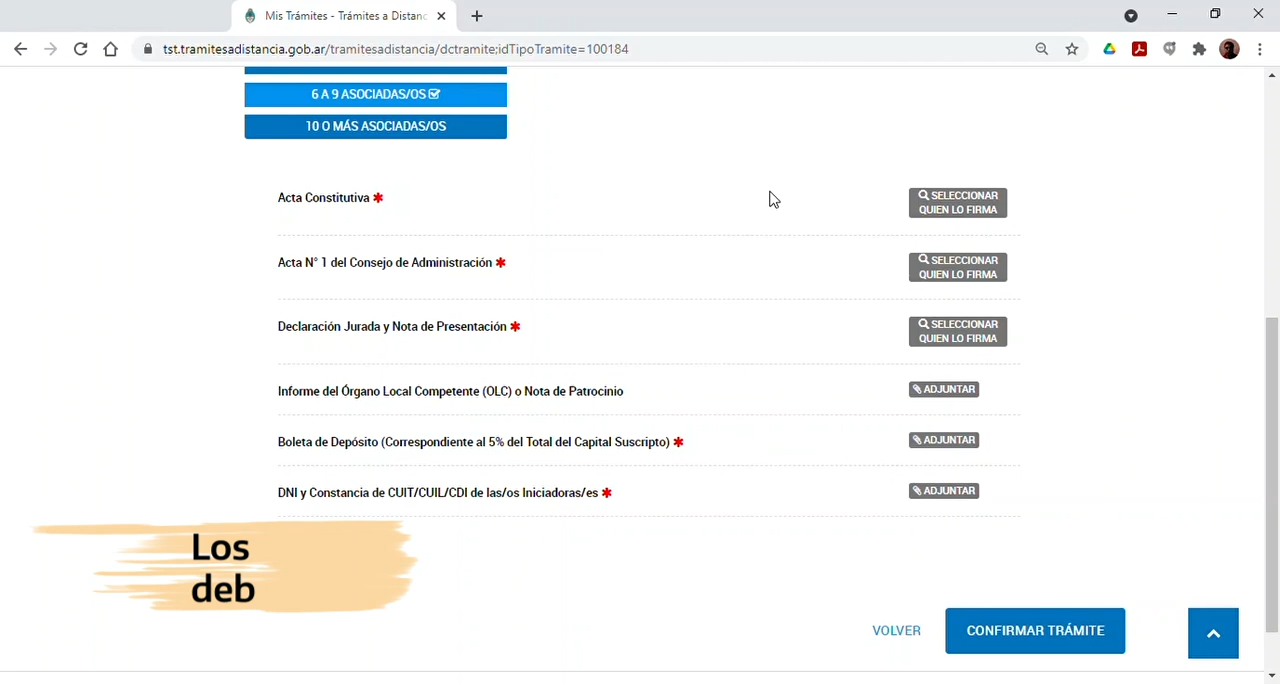 Mis Trámites - Trámites a Distanc
tst.tramitesadistancia.gob.ar/tramitesadistancia/dctramite;idTipoTramite=100184
6 A 9 ASOCIADAS/OS
10 O MÁS ASOCIADAS/OS
Acta Constitutiva *
SELECCIONAR
QUIEN LO FIRMA
Acta N° 1 del Consejo de Administración *
SELECCIONAR
QUIEN LO FIRMA
Declaración Jurada y Nota de Presentación *
SELECCIONAR
QUIEN LO FIRMA
Informe del Órgano Local Competente (OLC) o Nota de Patrocinio
ADJUNTAR
Boleta de Depósito (Correspondiente al 5% del Total del Capital Suscripto) *
ADJUNTAR
DNI y Constancia de CUIT/CUIL/CDI de las/os Iniciadoras/es *
ADJUNTAR
Los
deb
VOLVER
CONFIRMAR TRÁMITE